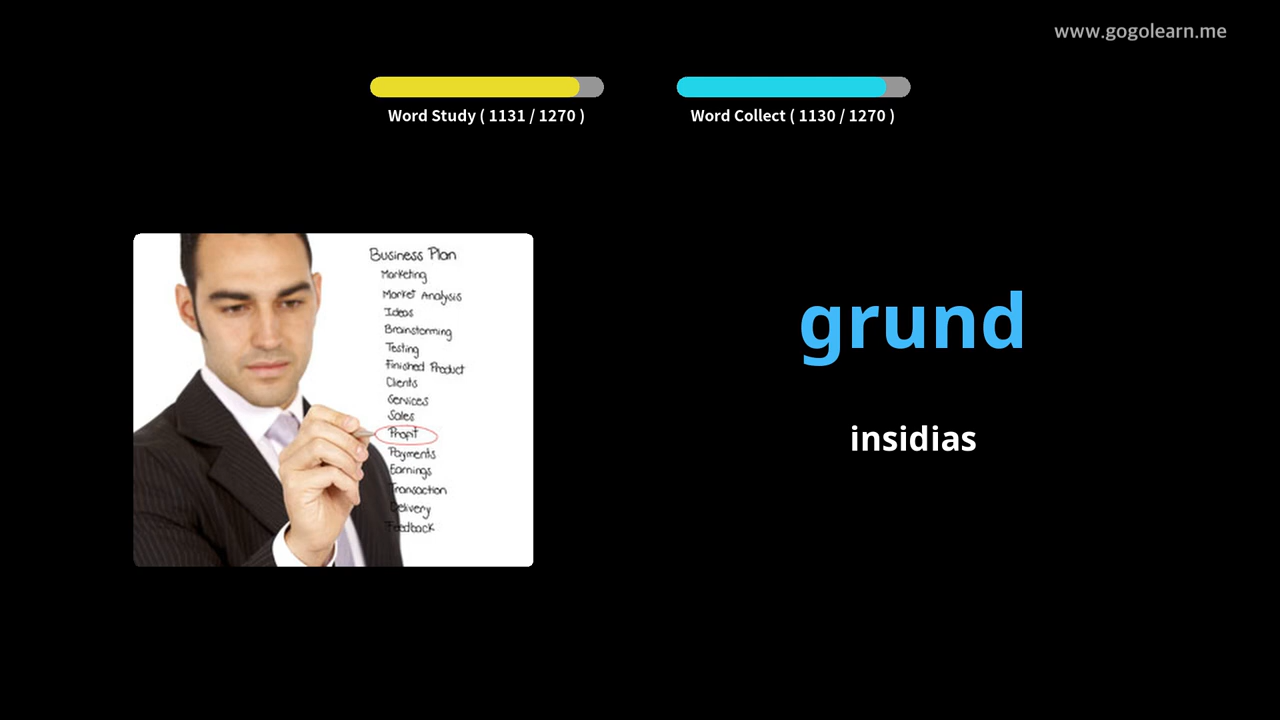 www.gogolearn.me
Word Study ( 1131 / 1270 )
Word Collect ( 1130 / 1270 )
Business Plan
Marketing
Market Analysis
Ideas
Brainstorming
Testing
Finished Product
Clients
Services
Sales
Profit
Payments
Earnings
Transaction
Delivery
Feedback
grund
insidias